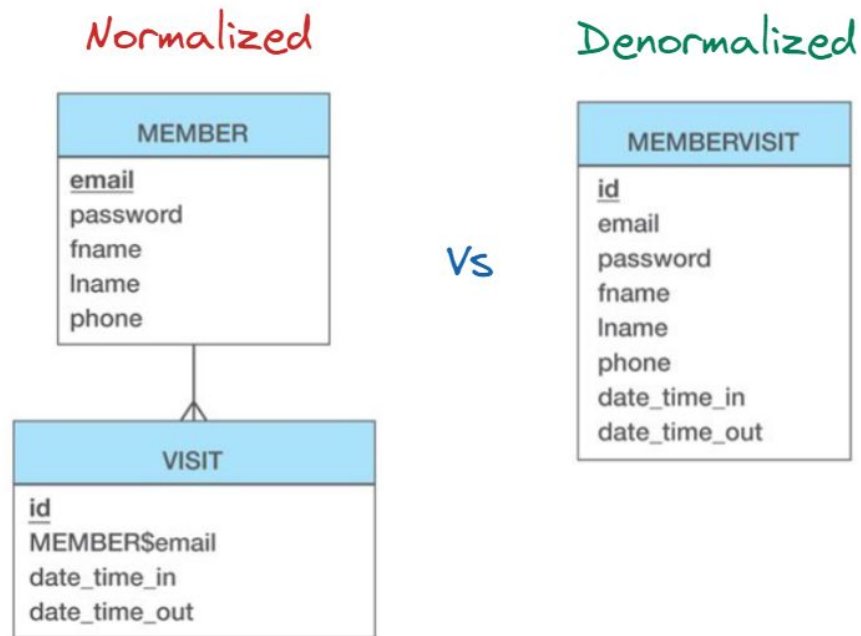 Normalized
MEMBER
email
password
fname
lname
phone
VISIT
id
MEMBER$email
date_time_in
date_time_out
Vs
Denormalized
MEMBERVISIT
id
email
password
fname
lname
phone
date_time_in
date_time_out